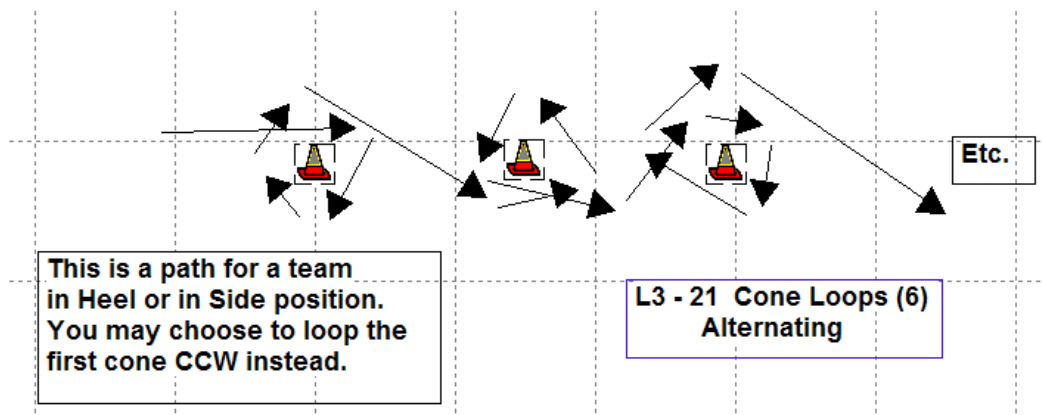 Etc.
This is a path for a team
in Heel or in Side position.
You may choose to loop the
first cone CCW instead.
L3 - 21 Cone Loops (6)
Alternating